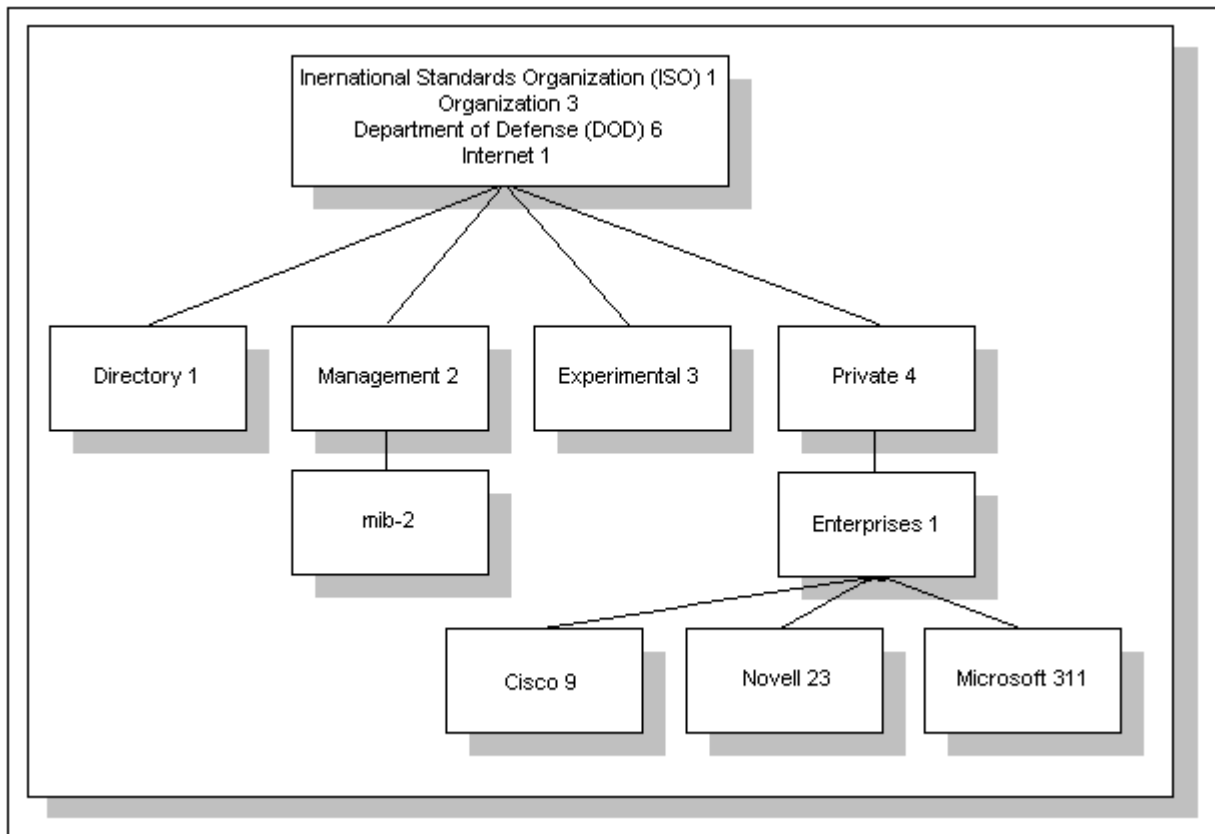 Inernational Standards Organization (ISO) 1
Organization 3
Department of Defense (DOD) 6
Internet 1
Directory 1
Management 2
Experimental 3
Private 4
mib-2
Enterprises 1
Cisco 9
Novell 23
Microsoft 311